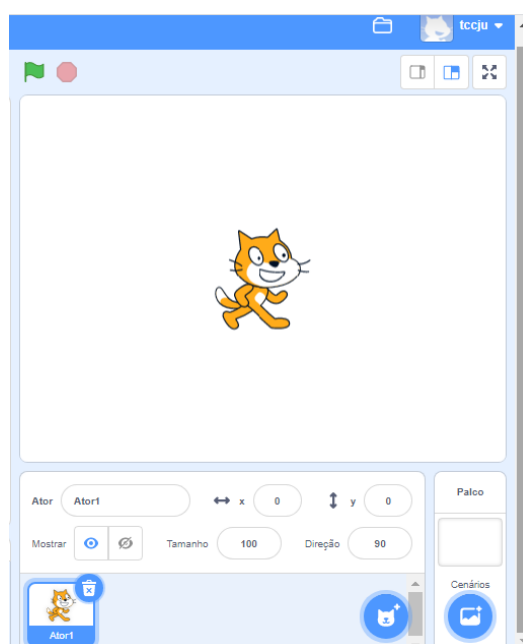 tccju
Ator Ator1 x 0 y 0
Mostrar Tamanho 100 Direção 90
Ator1
Palco
Cenários